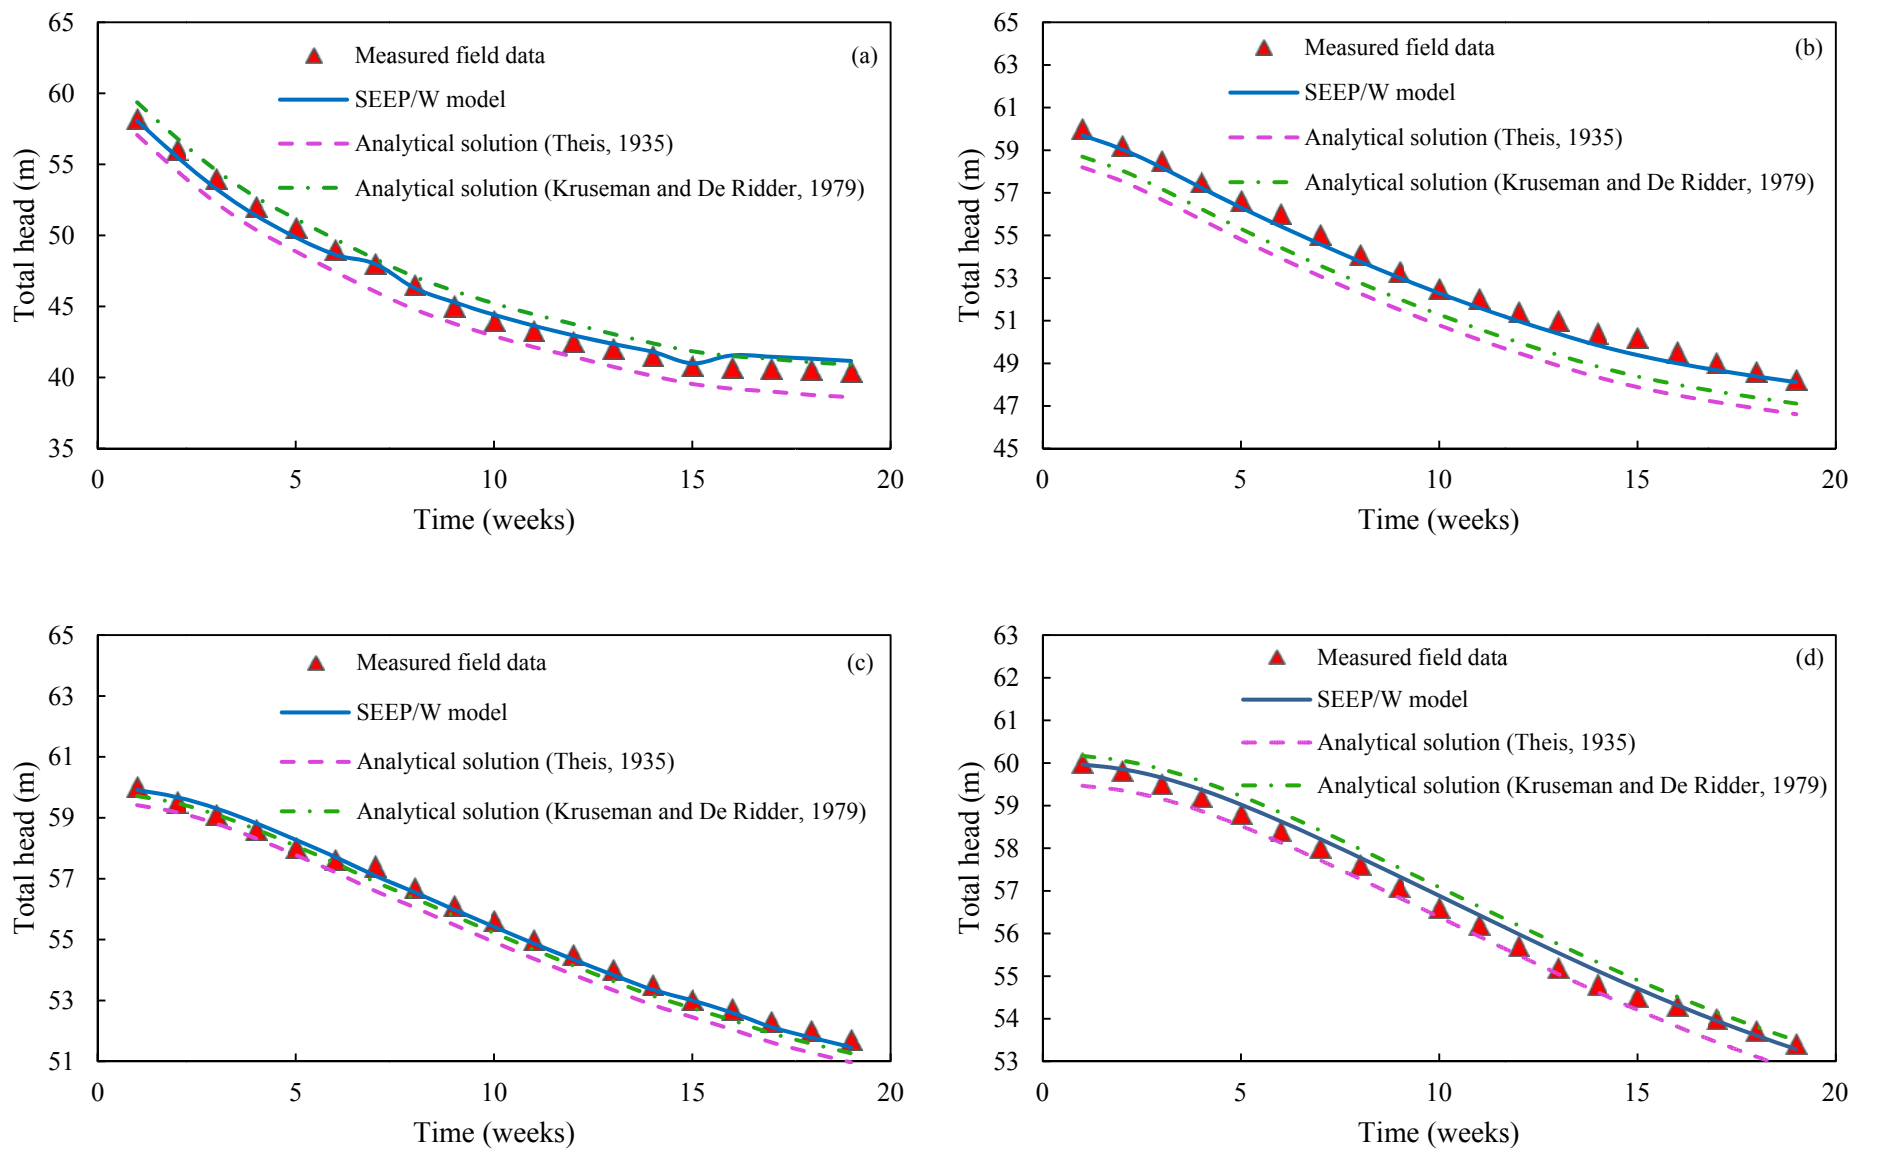 65
60
55
50
45
40
35
0
5
10
15
20
Total head (m)
Time (weeks)
Measured field data
SEEP/W model
Analytical solution (Theis, 1935)
Analytical solution (Kruseman and De Ridder, 1979)
(a)
65
63
61
59
57
55
53
51
49
47
45
0
5
10
15
20
Total head (m)
Time (weeks)
Measured field data
SEEP/W model
Analytical solution (Theis, 1935)
Analytical solution (Kruseman and De Ridder, 1979)
(b)
65
63
61
59
57
55
53
51
0
5
10
15
20
Total head (m)
Time (weeks)
Measured field data
SEEP/W model
Analytical solution (Theis, 1935)
Analytical solution (Kruseman and De Ridder, 1979)
(c)
63
62
61
60
59
58
57
56
55
54
53
0
5
10
15
20
Total head (m)
Time (weeks)
Measured field data
SEEP/W model
Analytical solution (Theis, 1935)
Analytical solution (Kruseman and De Ridder, 1979)
(d)